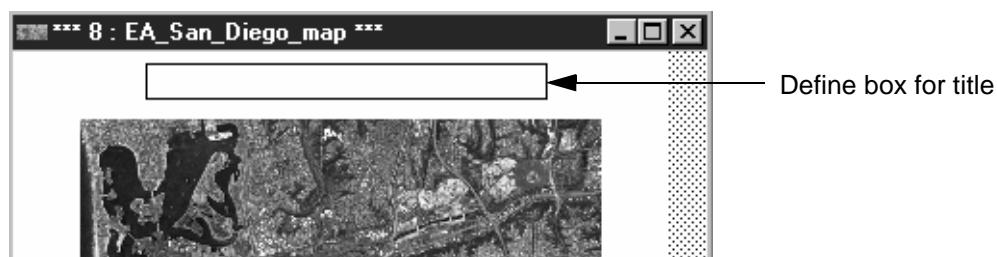 *** 8 : EA_San_Diego_map ***
Define box for title